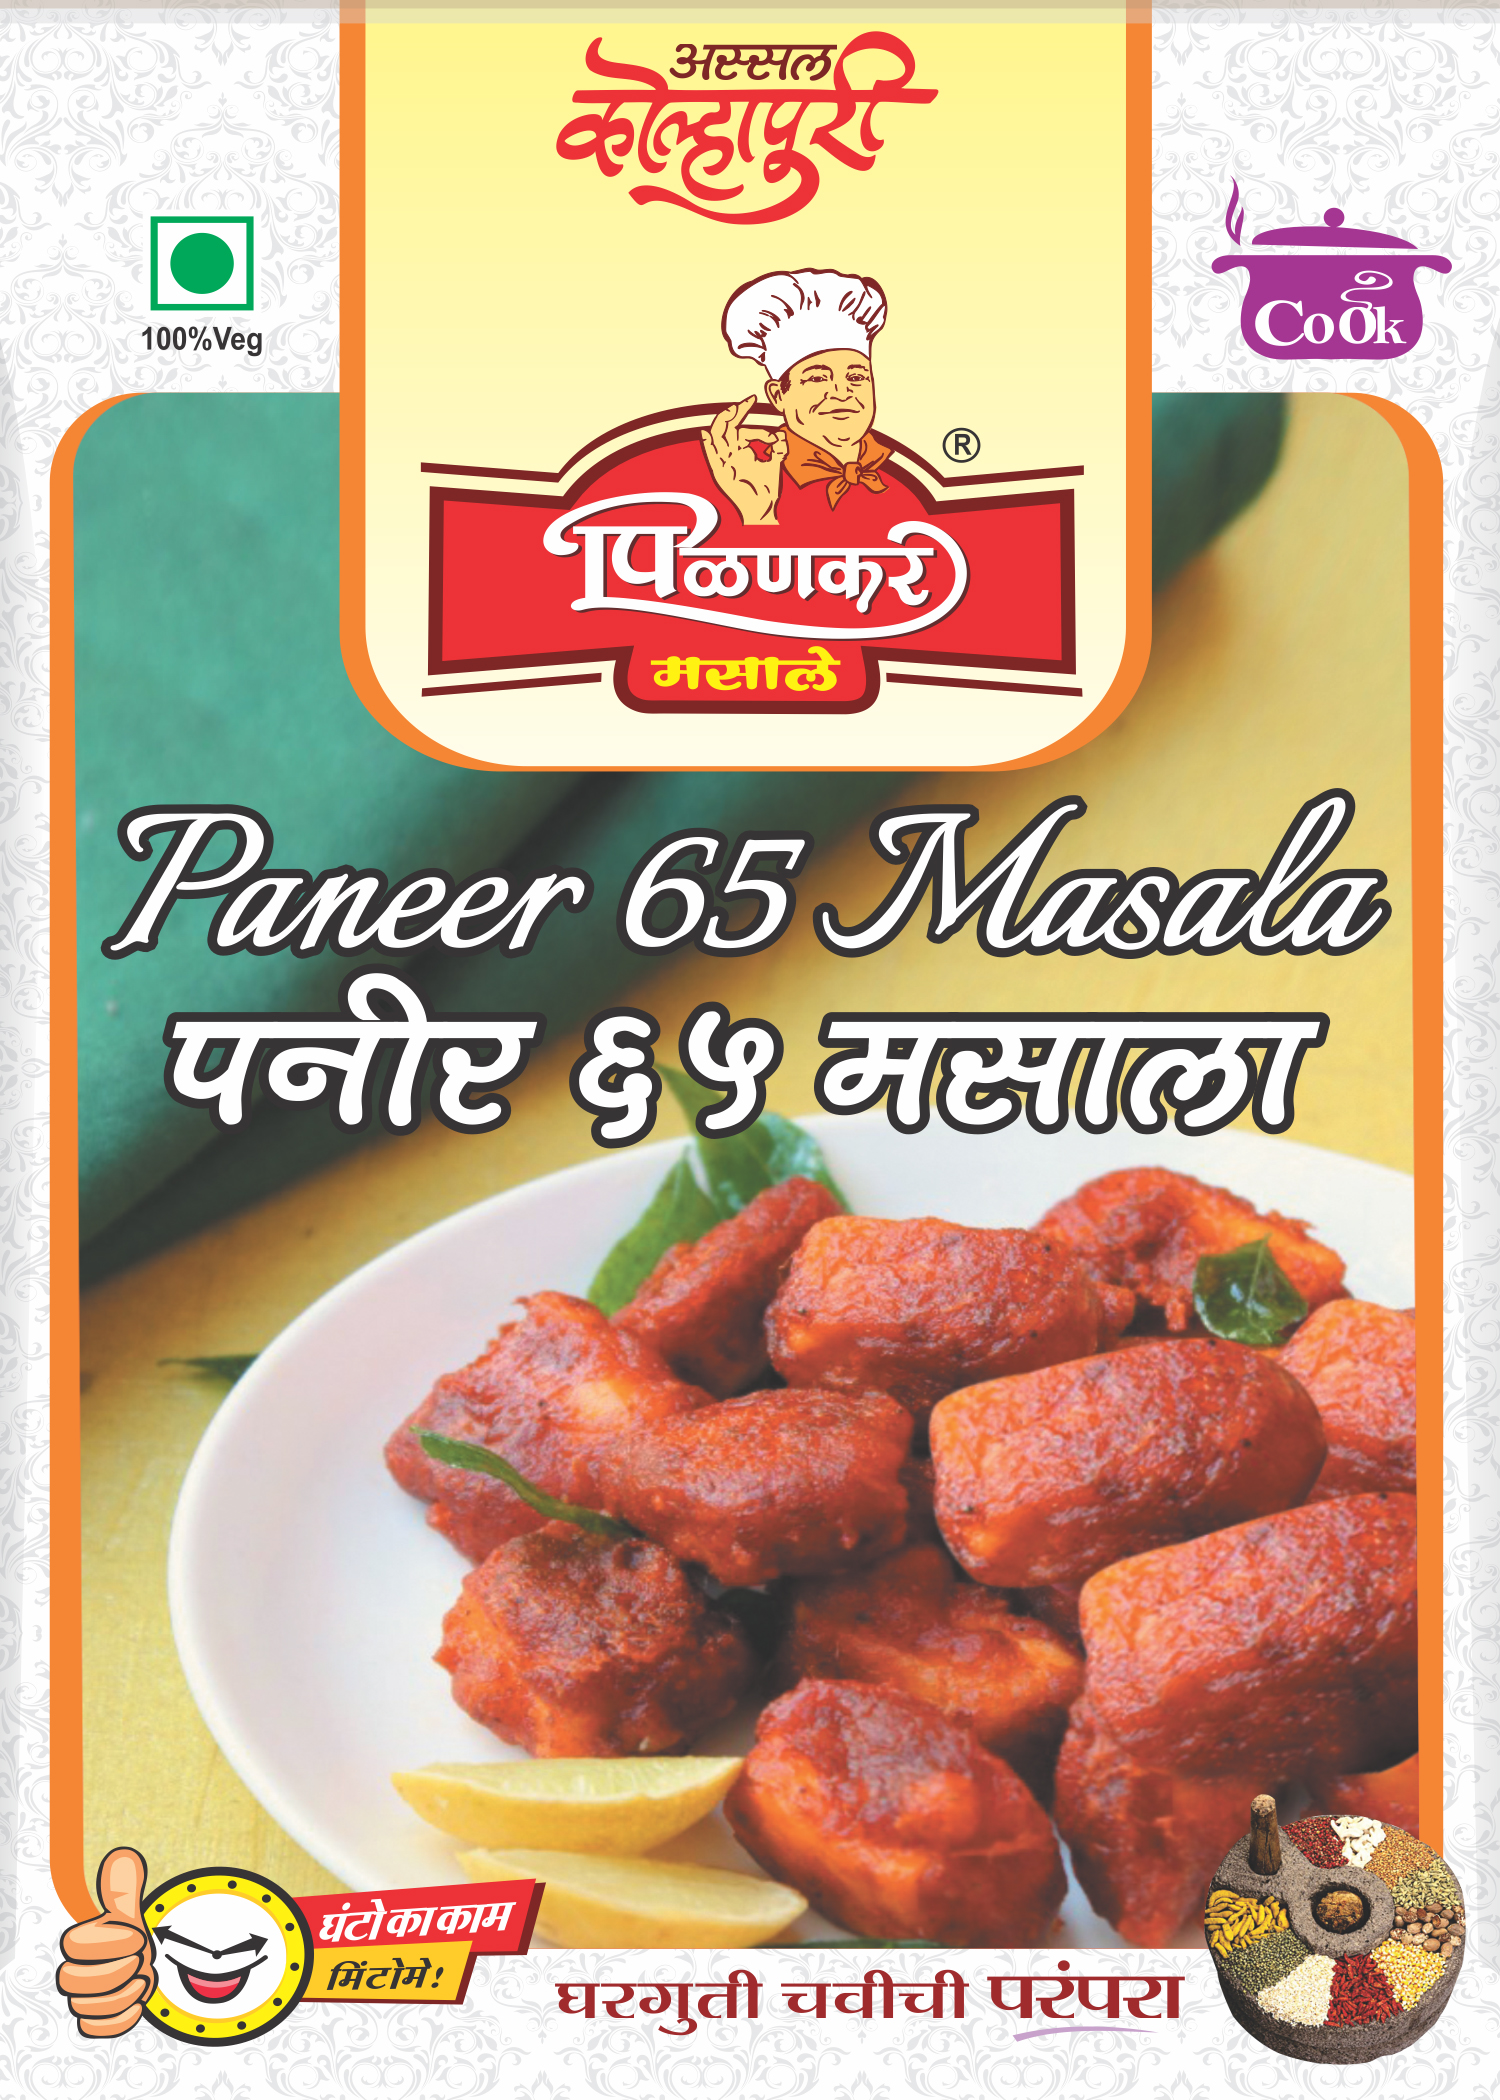 अस्सल
कोल्हापुरी
100%Veg
Cook
®
पिळणकर
मसाले
Paneer 65 Masala
पनीर ६५ मसाला
घंटो का काम
मिंटोमे!
घरगुती चवीची परंपरा